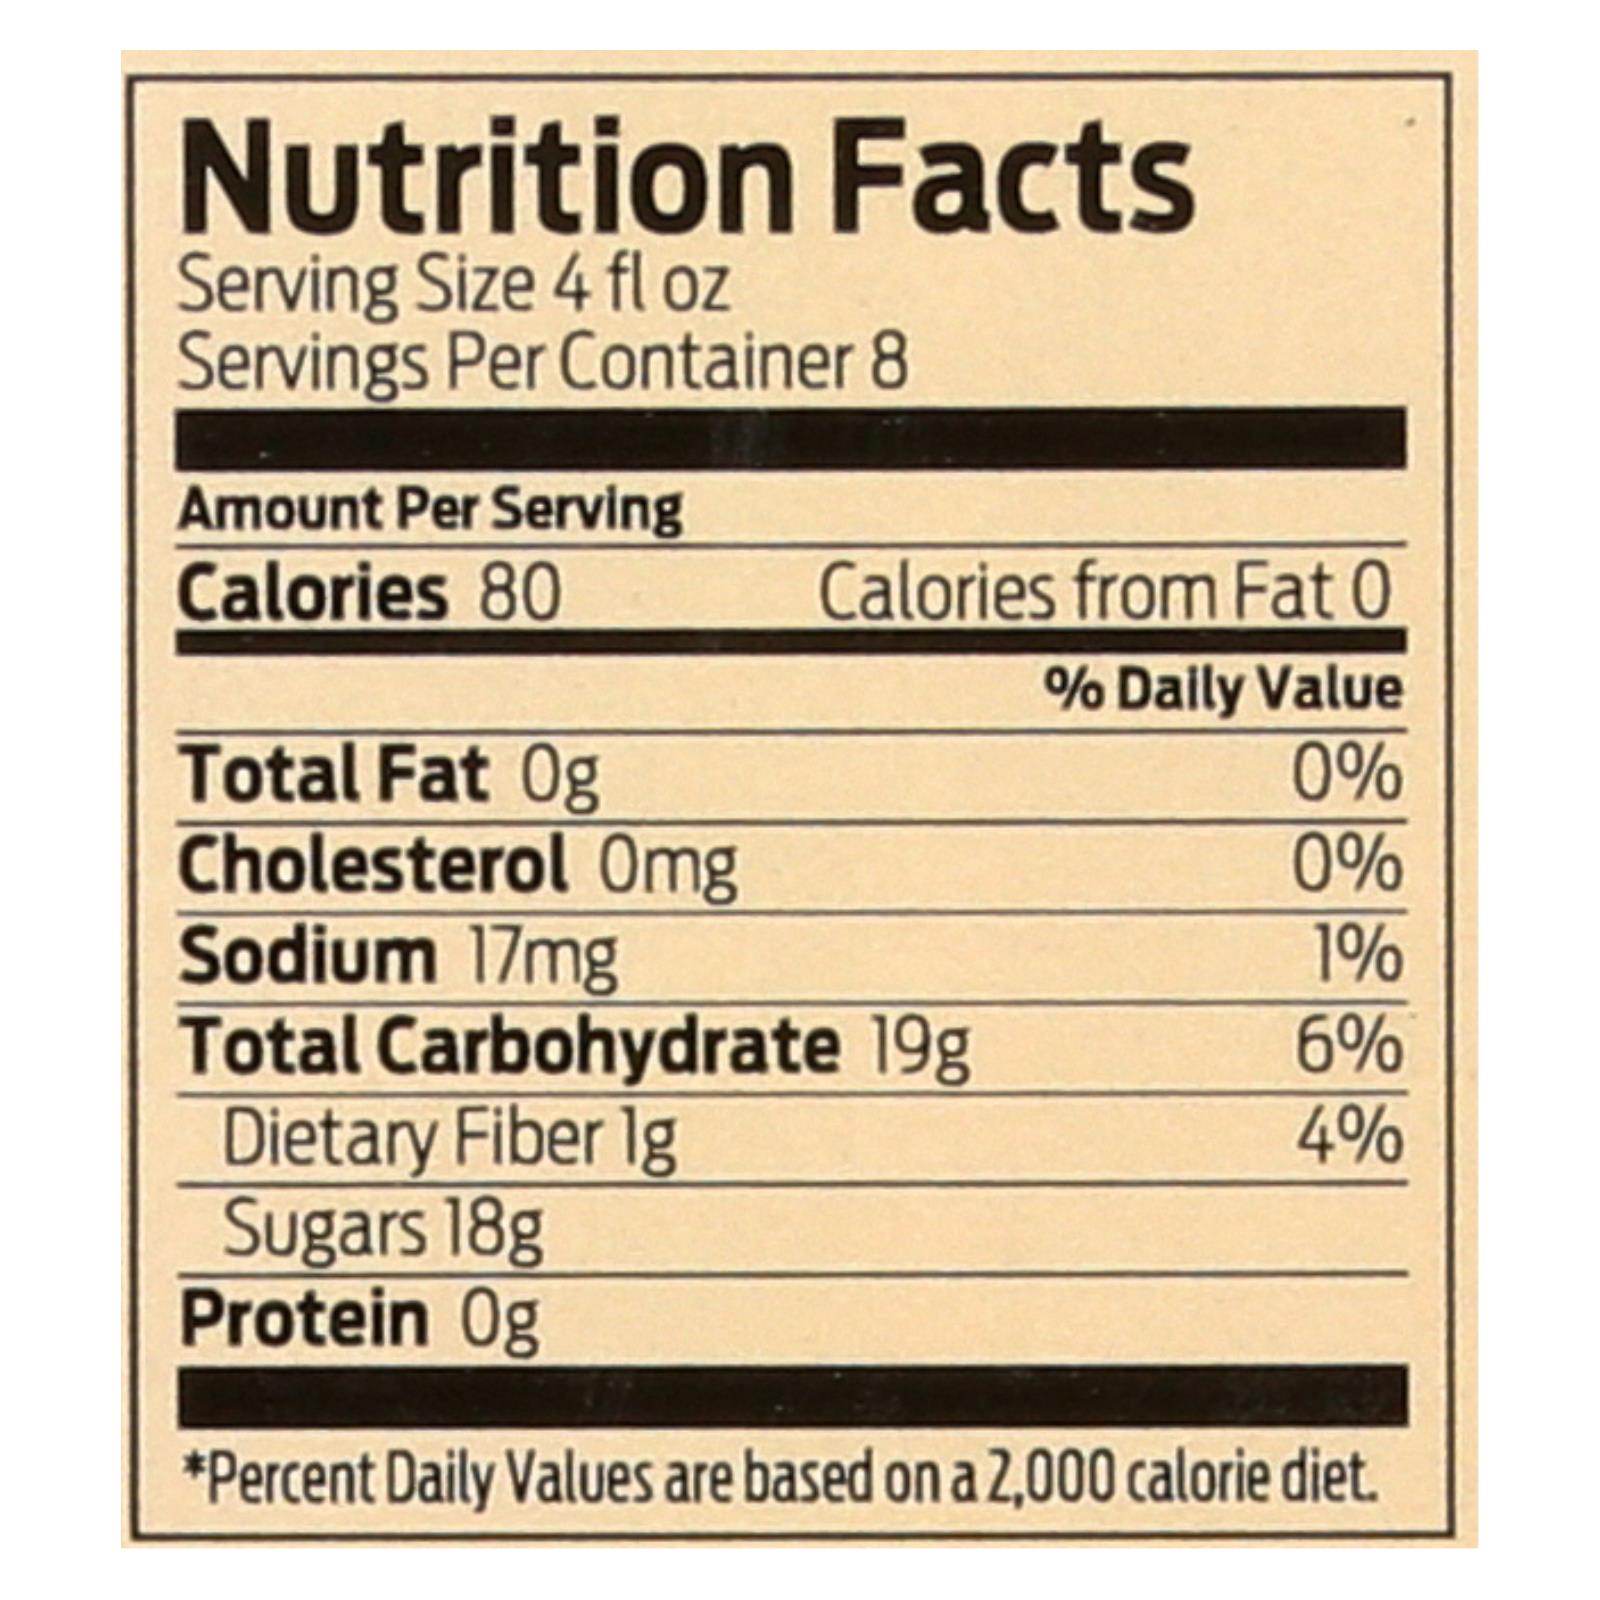 Nutrition Facts
Serving Size 4 fl oz
Servings Per Container 8
Amount Per Serving
Calories 80 Calories from Fat 0
% Daily Value
Total Fat 0g 0%
Cholesterol 0mg 0%
Sodium 17mg 1%
Total Carbohydrate 19g 6%
Dietary Fiber 1g 4%
Sugars 18g
Protein 0g
*Percent Daily Values are based on a 2,000 calorie diet.